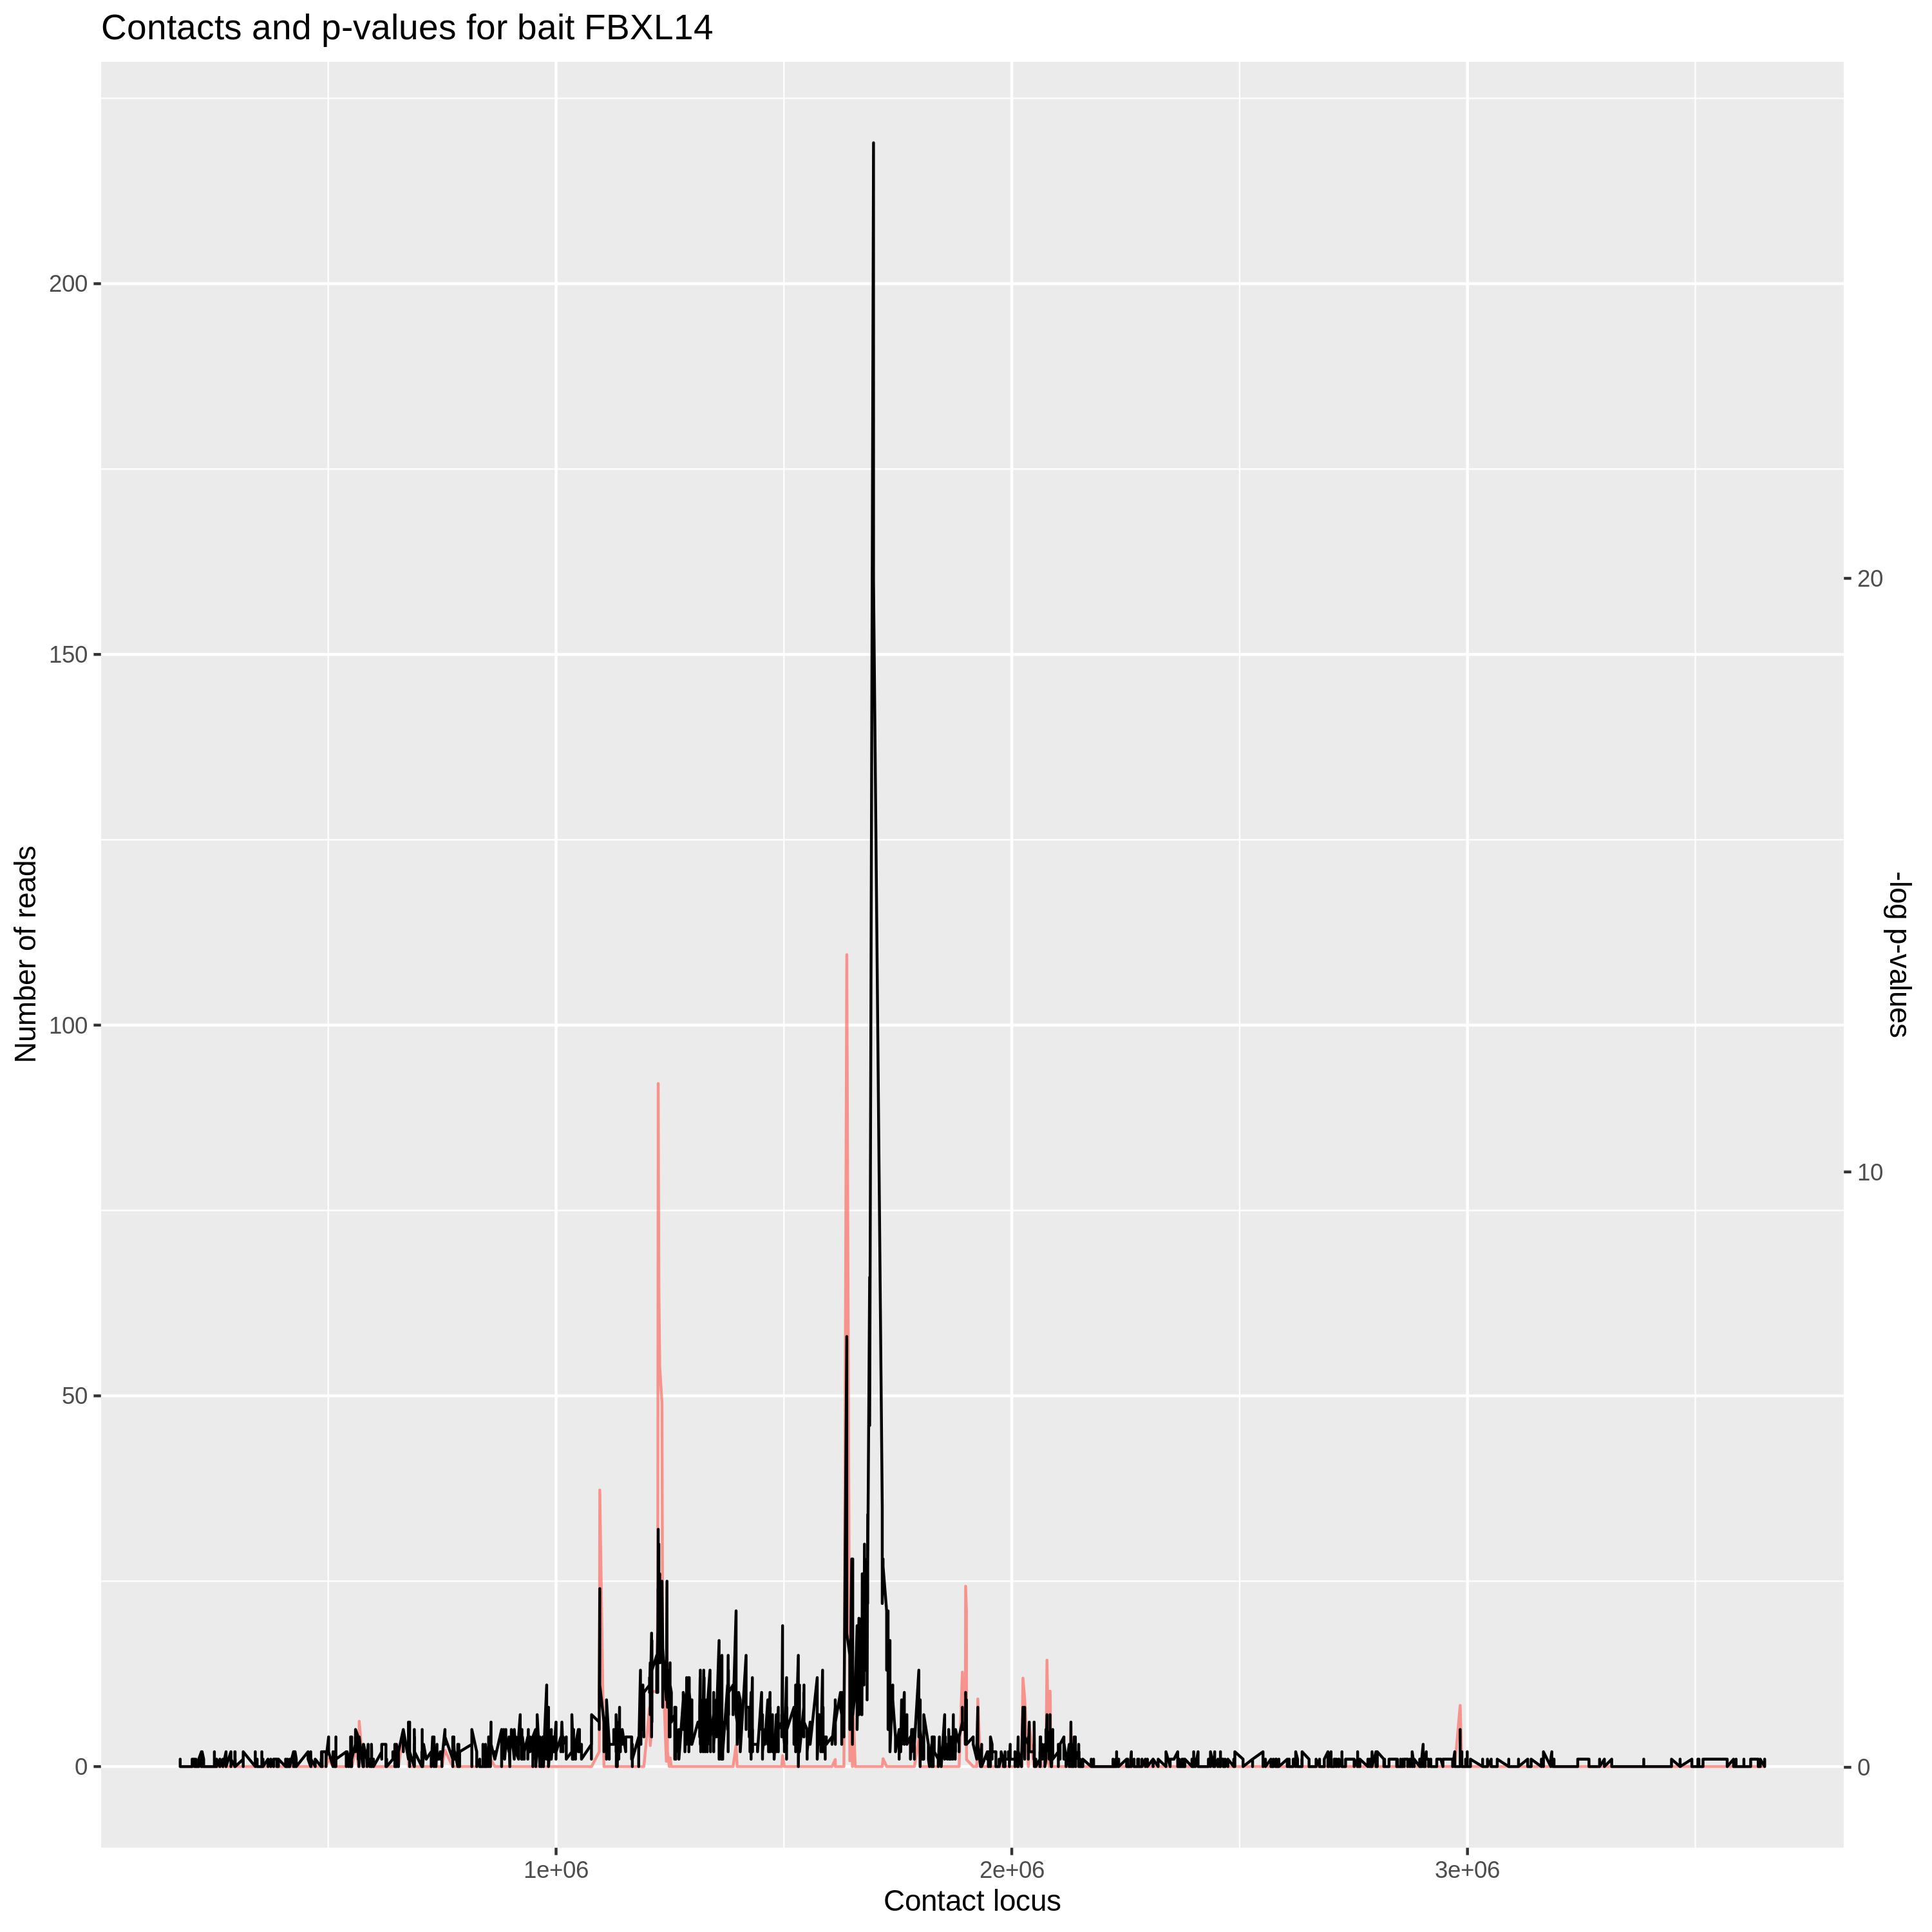 Contacts and p-values for bait FBXL14
200
150
100
50
0
Number of reads
20
10
0
-log p-values
1e+06
2e+06
3e+06
Contact locus